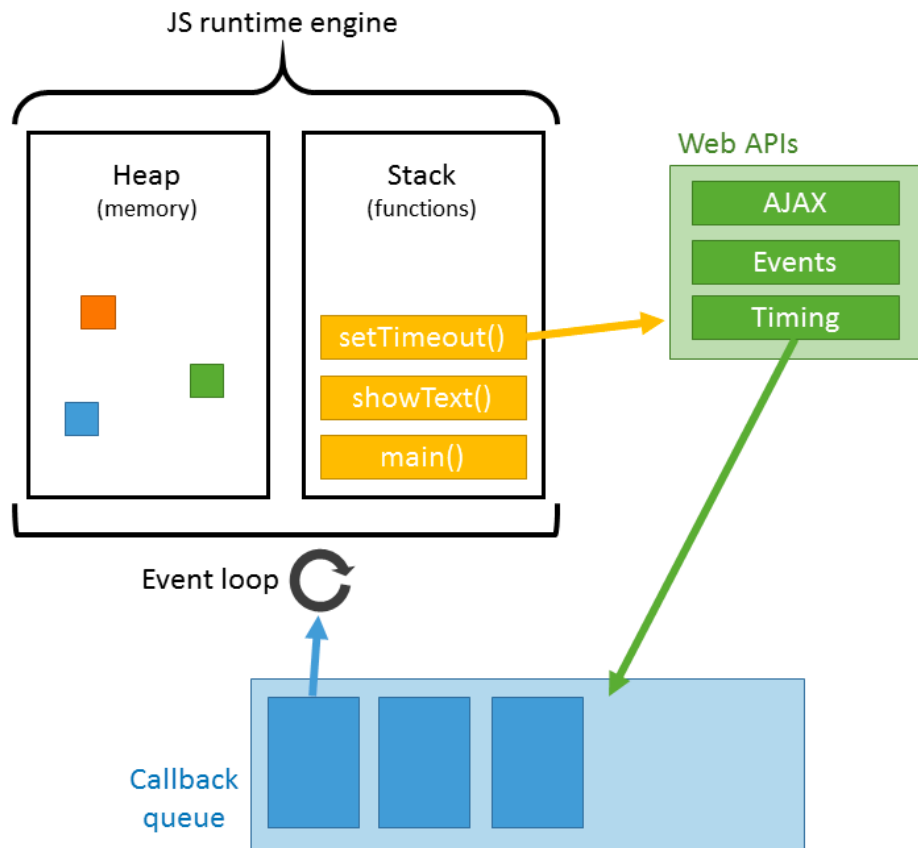 JS runtime engine
Heap
(memory)
Stack
(functions)
setTimeout()
showText()
main()
Web APIs
AJAX
Events
Timing
Event loop
Callback
queue